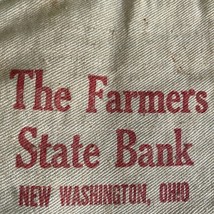 The Farmers
State Bank
NEW WASHINGTON, OHIO